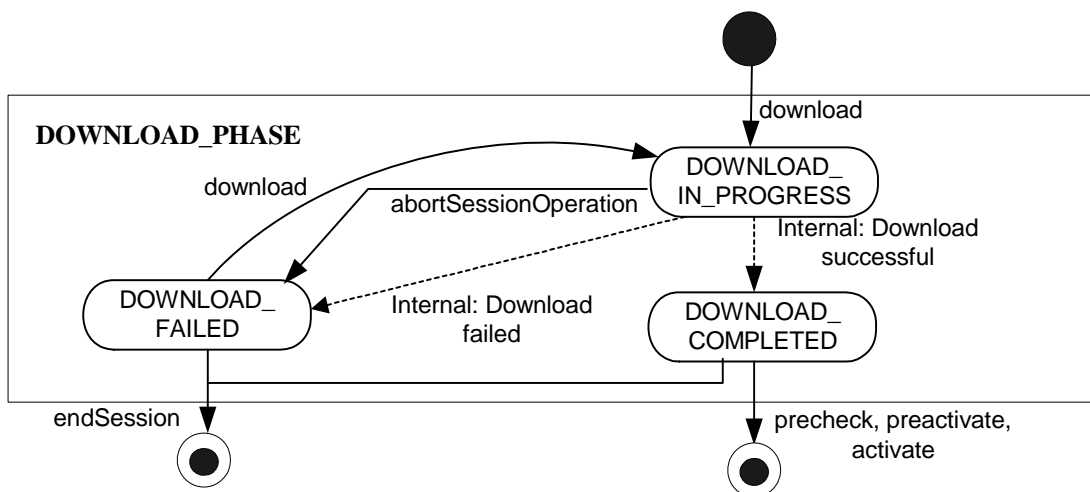 download
DOWNLOAD_PHASE
DOWNLOAD_
IN_PROGRESS
download
abortSessionOperation
Internal: Download
successful
DOWNLOAD_
FAILED
Internal: Download
failed
DOWNLOAD_
COMPLETED
endSession
precheck, preactivate,
activate